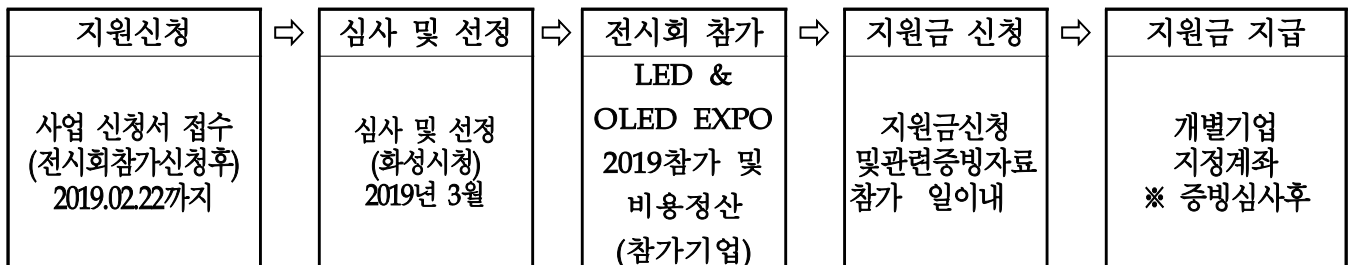 지원신청 ⇨ 심사 및 선정 ⇨ 전시회 참가 ⇨ 지원금 신청 ⇨ 지원금 지급
사업 신청서 접수
(전시회참가신청후)
2019.02.22까지
심사 및 선정
(화성시청)
2019년 3월
LED &
OLED EXPO
2019참가 및
비용정산
(참가기업)
지원금신청
및관련증빙자료
참가 일이내
개별기업
지정계좌
※ 증빙심사후